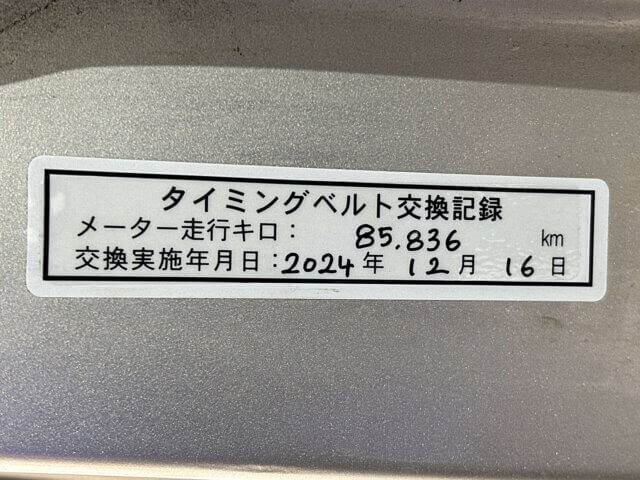 タイミングベルト交換記録
メーター走行キロ： 85.836 km
交換実施年月日：2024年 12月 16日